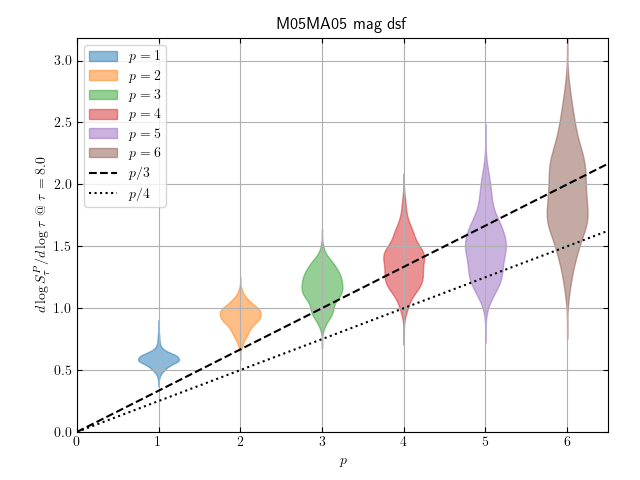 M05MA05 mag dsf
d log S_τ^P / d log τ @ τ = 8.0
3.0
2.5
2.0
1.5
1.0
0.5
0.0
p = 1
p = 2
p = 3
p = 4
p = 5
p = 6
p/3
p/4
0
1
2
3
4
5
6
p